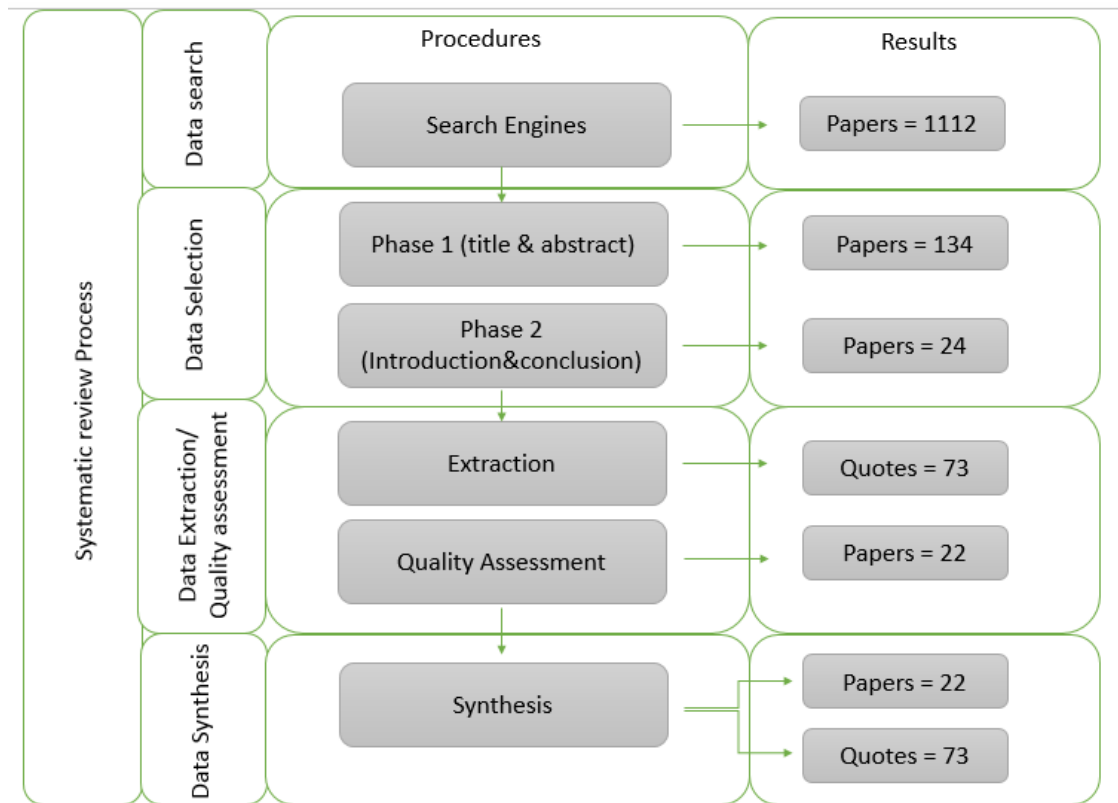 Systematic review Process
Procedures
Results
Data search
Search Engines
Papers = 1112
Data Selection
Phase 1 (title & abstract)
Papers = 134
Phase 2
(Introduction&conclusion)
Papers = 24
Data Extraction/
Quality assessment
Extraction
Quotes = 73
Quality Assessment
Papers = 22
Data Synthesis
Synthesis
Papers = 22
Quotes = 73